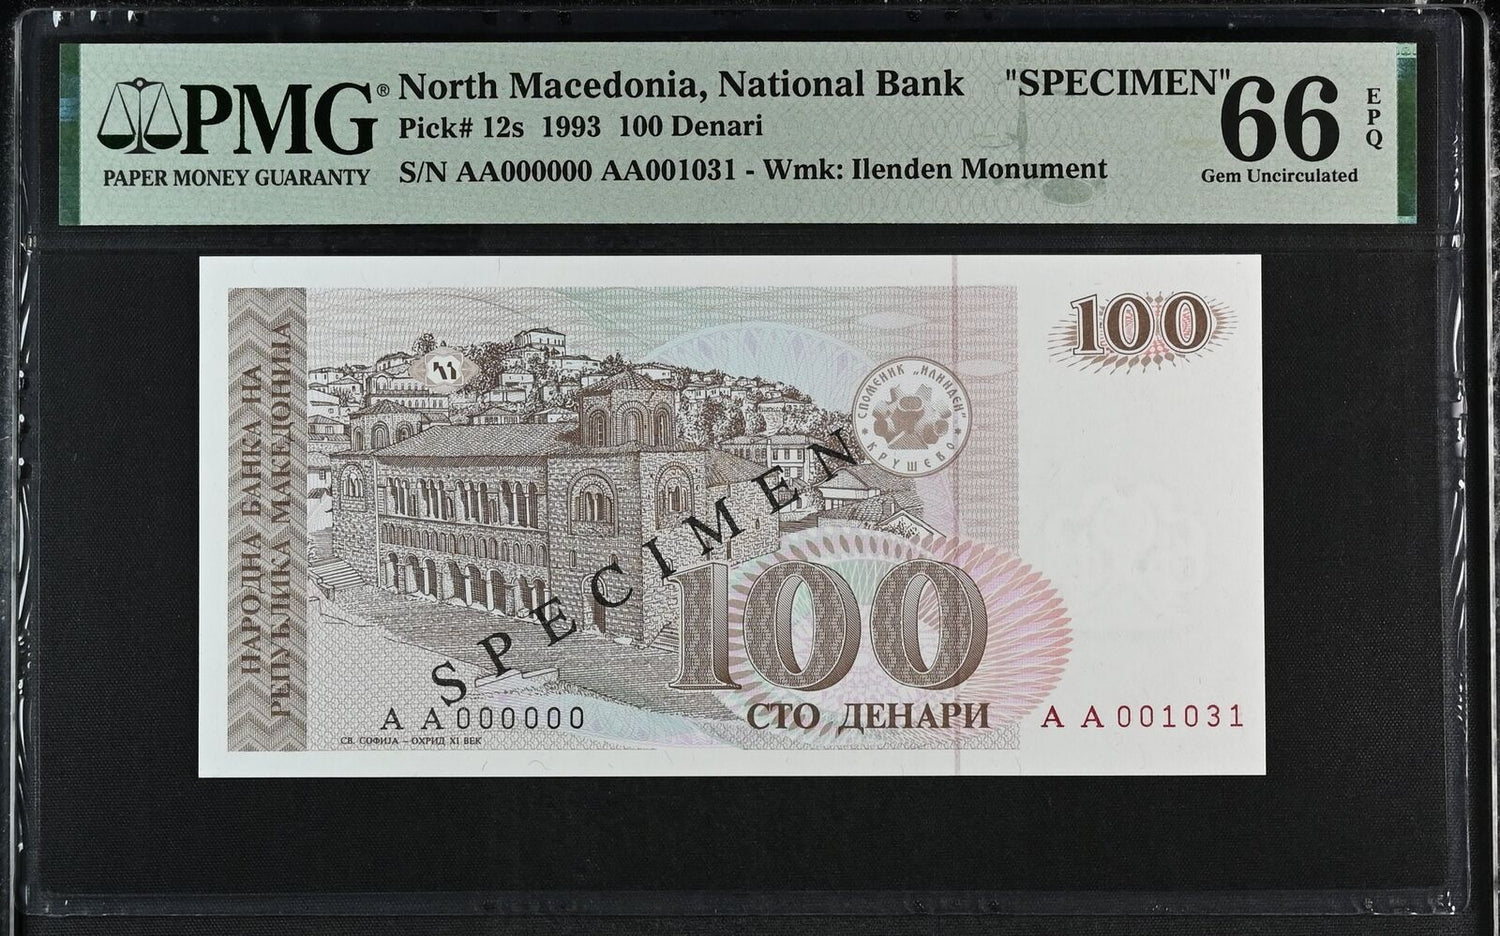 PMG®
PAPER MONEY GUARANTY
North Macedonia, National Bank "SPECIMEN"
Pick# 12s 1993 100 Denari
S/N AA000000 AA001031 - Wmk: Ilenden Monument
66
EPQ
Gem Uncirculated
НАРОДНА БАНКА НА
РЕПУБЛИКА МАКЕДОНИЈА
100
СПОМЕНИК „ИЛИНДЕН“
* КРУШЕВО *
SPECIMEN
100
СТО ДЕНАРИ
AA000000
AA001031
СВ. СОФИЈА - ОХРИД XI ВЕК